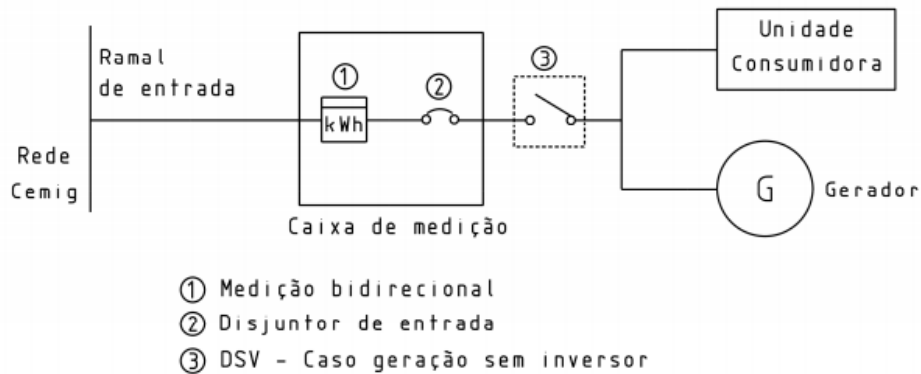 Ramal
de entrada
Rede
Cemig
①
kWh
②
Caixa de medição
③
Unidade
Consumidora
G
Gerador
① Medição bidirecional
② Disjuntor de entrada
③ DSV - Caso geração sem inversor